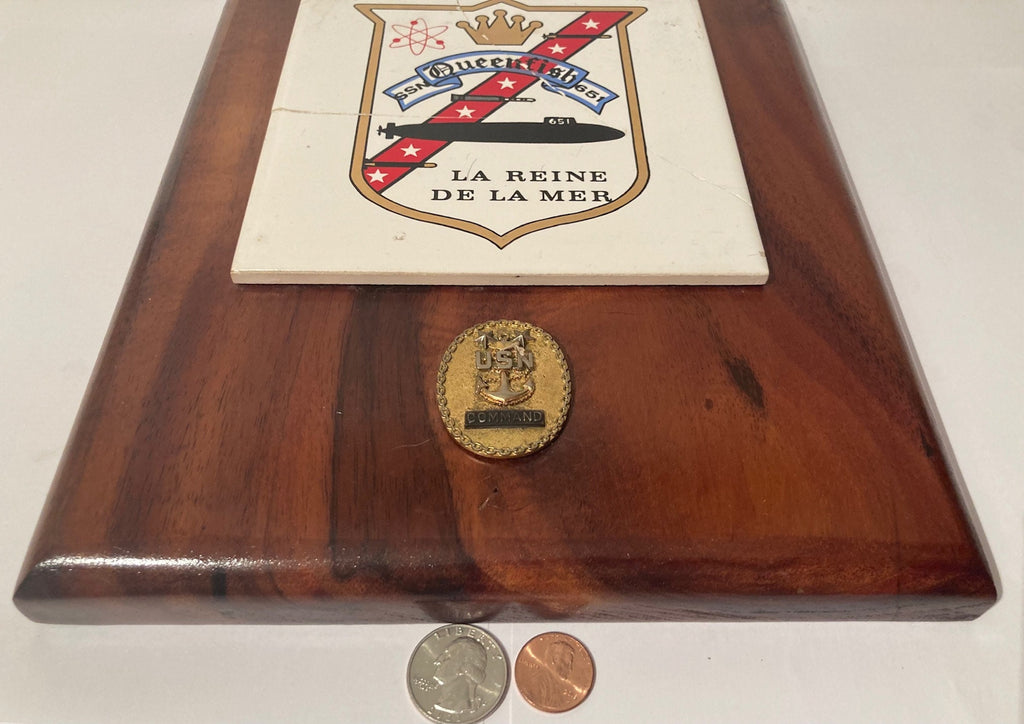 SSN Queenfish 651
651
LA REINE
DE LA MER
USN
COMMAND
LIBERTY